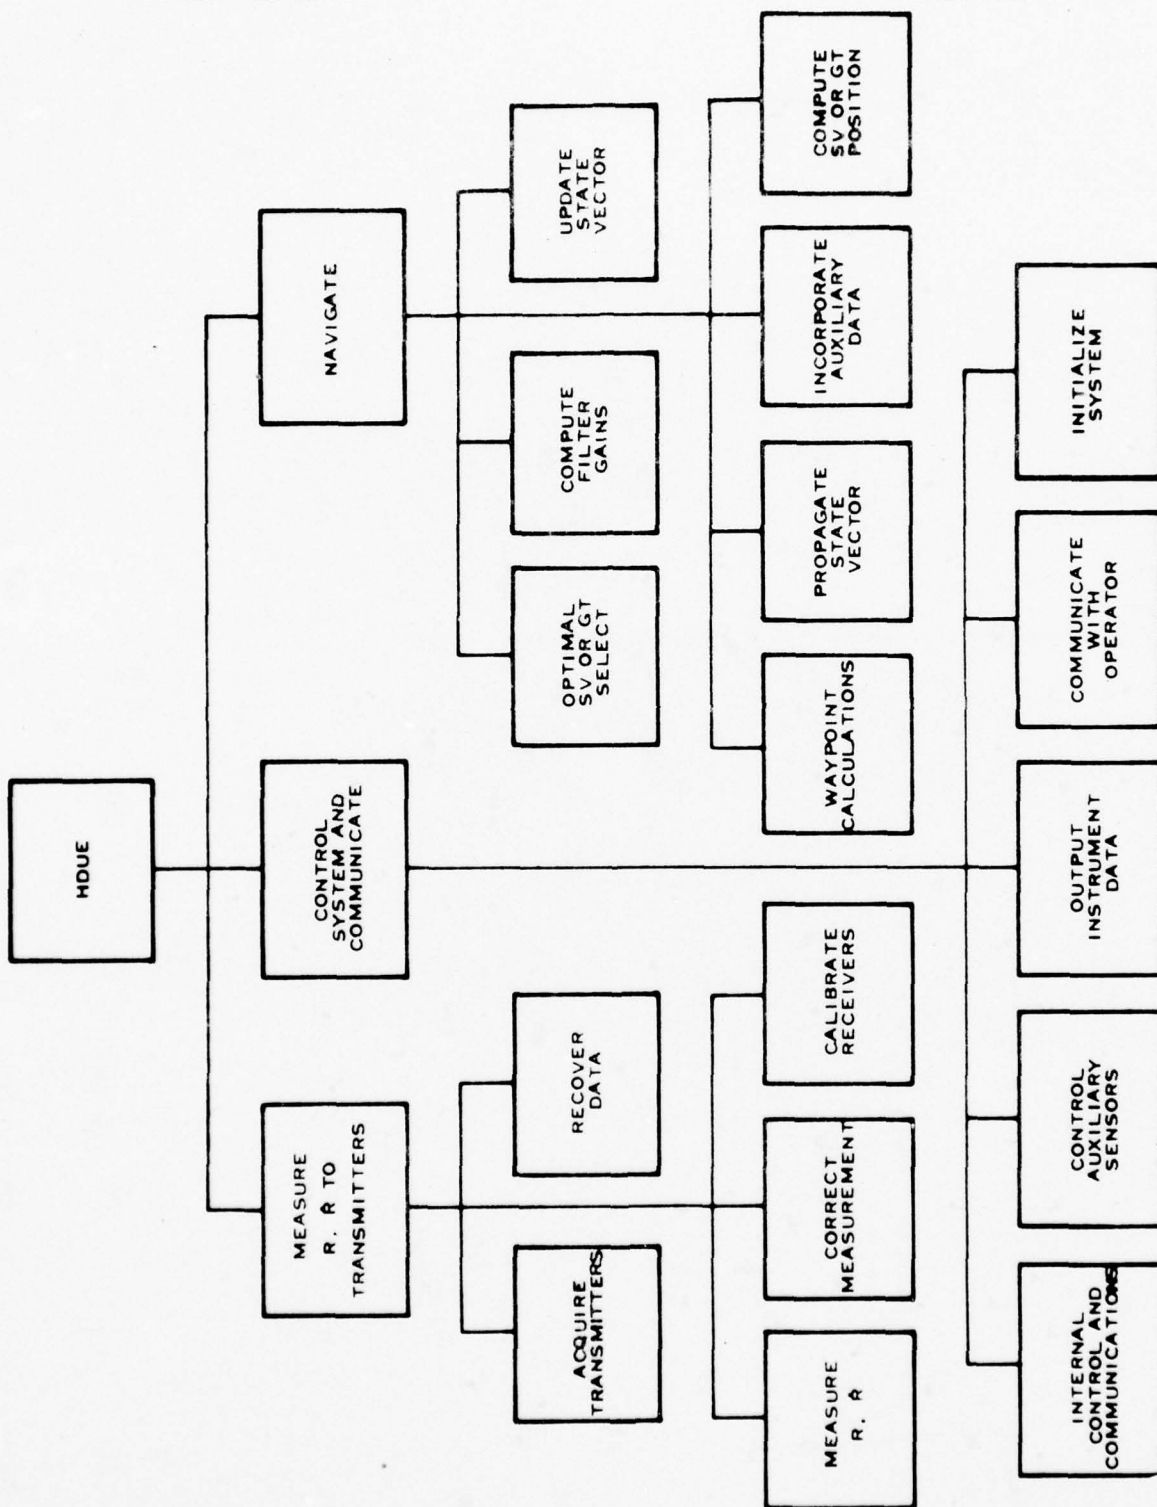 HDUE
MEASURE
R, Ṙ TO
TRANSMITTERS
CONTROL
SYSTEM AND
COMMUNICATE
NAVIGATE
ACQUIRE
TRANSMITTERS
RECOVER
DATA
OPTIMAL
SV OR GT
SELECT
COMPUTE
FILTER
GAINS
UPDATE
STATE
VECTOR
MEASURE
R, Ṙ
CORRECT
MEASUREMENT
CALIBRATE
RECEIVERS
WAYPOINT
CALCULATIONS
PROPAGATE
STATE
VECTOR
INCORPORATE
AUXILIARY
DATA
COMPUTE
SV OR GT
POSITION
INTERNAL
CONTROL AND
COMMUNICATIONS
CONTROL
AUXILIARY
SENSORS
OUTPUT
INSTRUMENT
DATA
COMMUNICATE
WITH
OPERATOR
INITIALIZE
SYSTEM